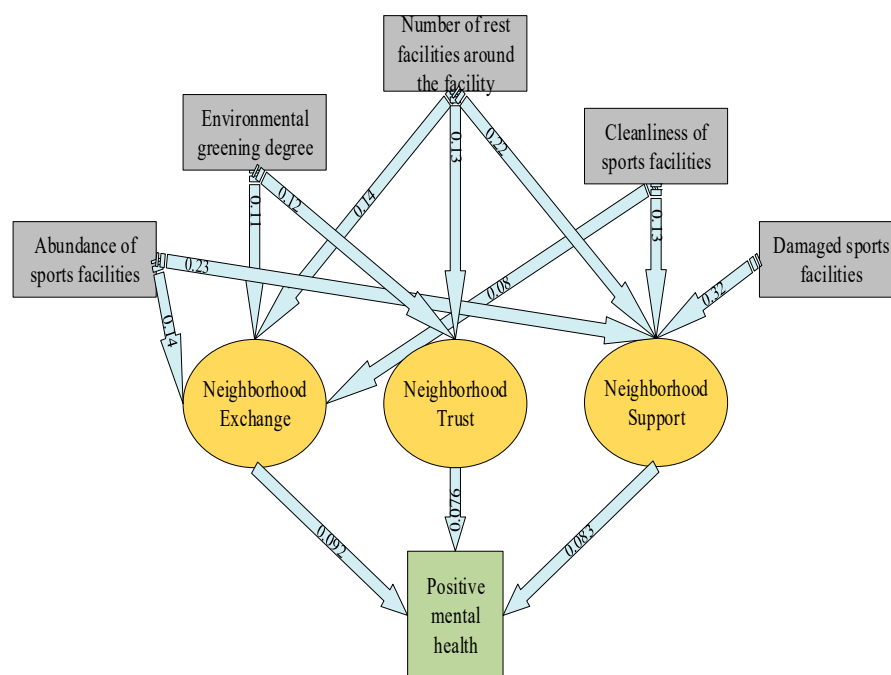 Number of rest
facilities around
the facility
Environmental
greening degree
Cleanliness of
sports facilities
Abundance of
sports facilities
Damaged sports
facilities
0.14
0.13
0.22
0.11
0.12
0.08
0.13
0.23
0.14
0.32
Neighborhood
Exchange
Neighborhood
Trust
Neighborhood
Support
0.092
0.076
0.083
Positive
mental
health